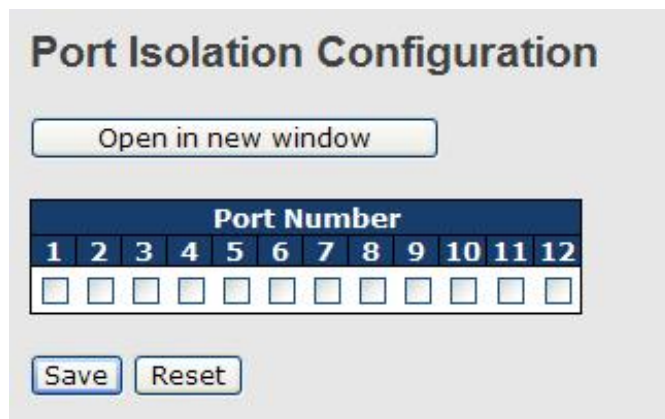 Port Isolation Configuration
Open in new window
Port Number
1 2 3 4 5 6 7 8 9 10 11 12
Save Reset